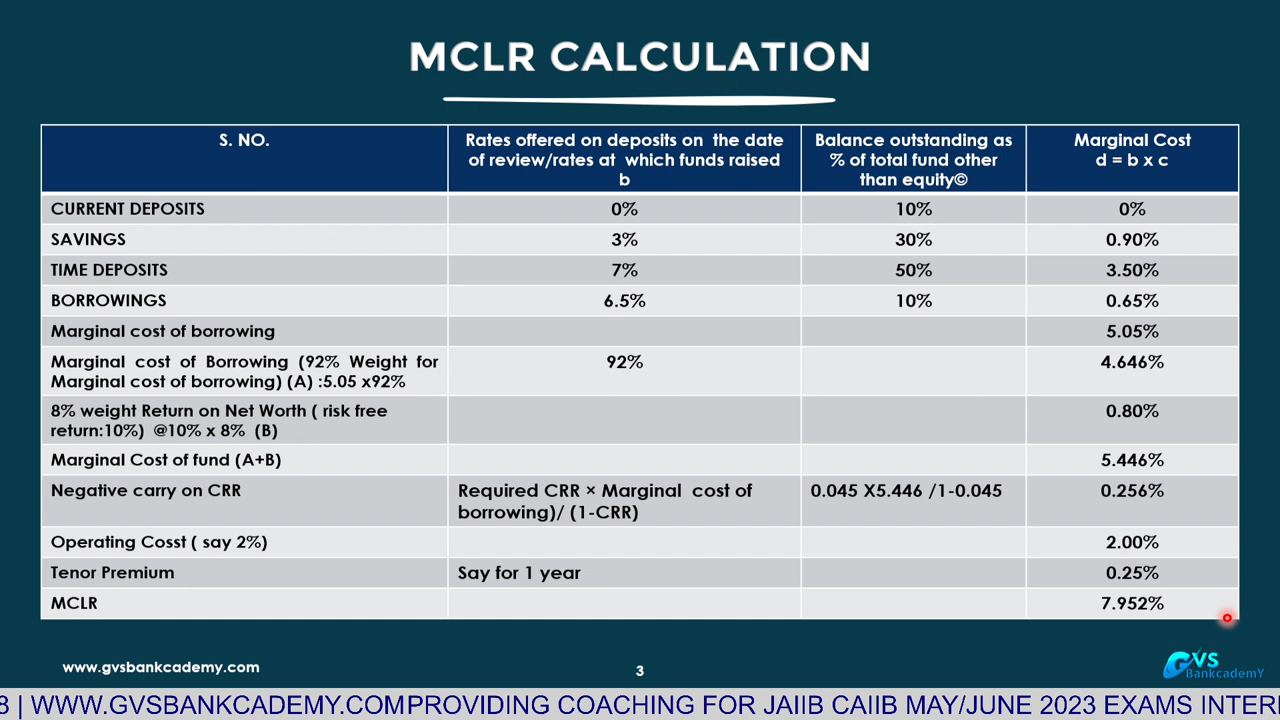 MCLR CALCULATION
S. NO.
Rates offered on deposits on the date
of review/rates at which funds raised
b
Balance outstanding as
% of total fund other
than equity©
Marginal Cost
d = b x c
CURRENT DEPOSITS 0% 10% 0%
SAVINGS 3% 30% 0.90%
TIME DEPOSITS 7% 50% 3.50%
BORROWINGS 6.5% 10% 0.65%
Marginal cost of borrowing 5.05%
Marginal cost of Borrowing (92% Weight for
Marginal cost of borrowing) (A) :5.05 x92%
92% 4.646%
8% weight Return on Net Worth ( risk free
return:10%) @10% x 8% (B)
0.80%
Marginal Cost of fund (A+B) 5.446%
Negative carry on CRR
Required CRR × Marginal cost of
borrowing)/ (1-CRR)
0.045 X5.446 /1-0.045 0.256%
Operating Cosst ( say 2%) 2.00%
Tenor Premium Say for 1 year 0.25%
MCLR 7.952%
www.gvsbankcademy.com
3
GVS
BankcademY
8 | WWW.GVSBANKCADEMY.COMPROVIDING COACHING FOR JAIIB CAIIB MAY/JUNE 2023 EXAMS INTER